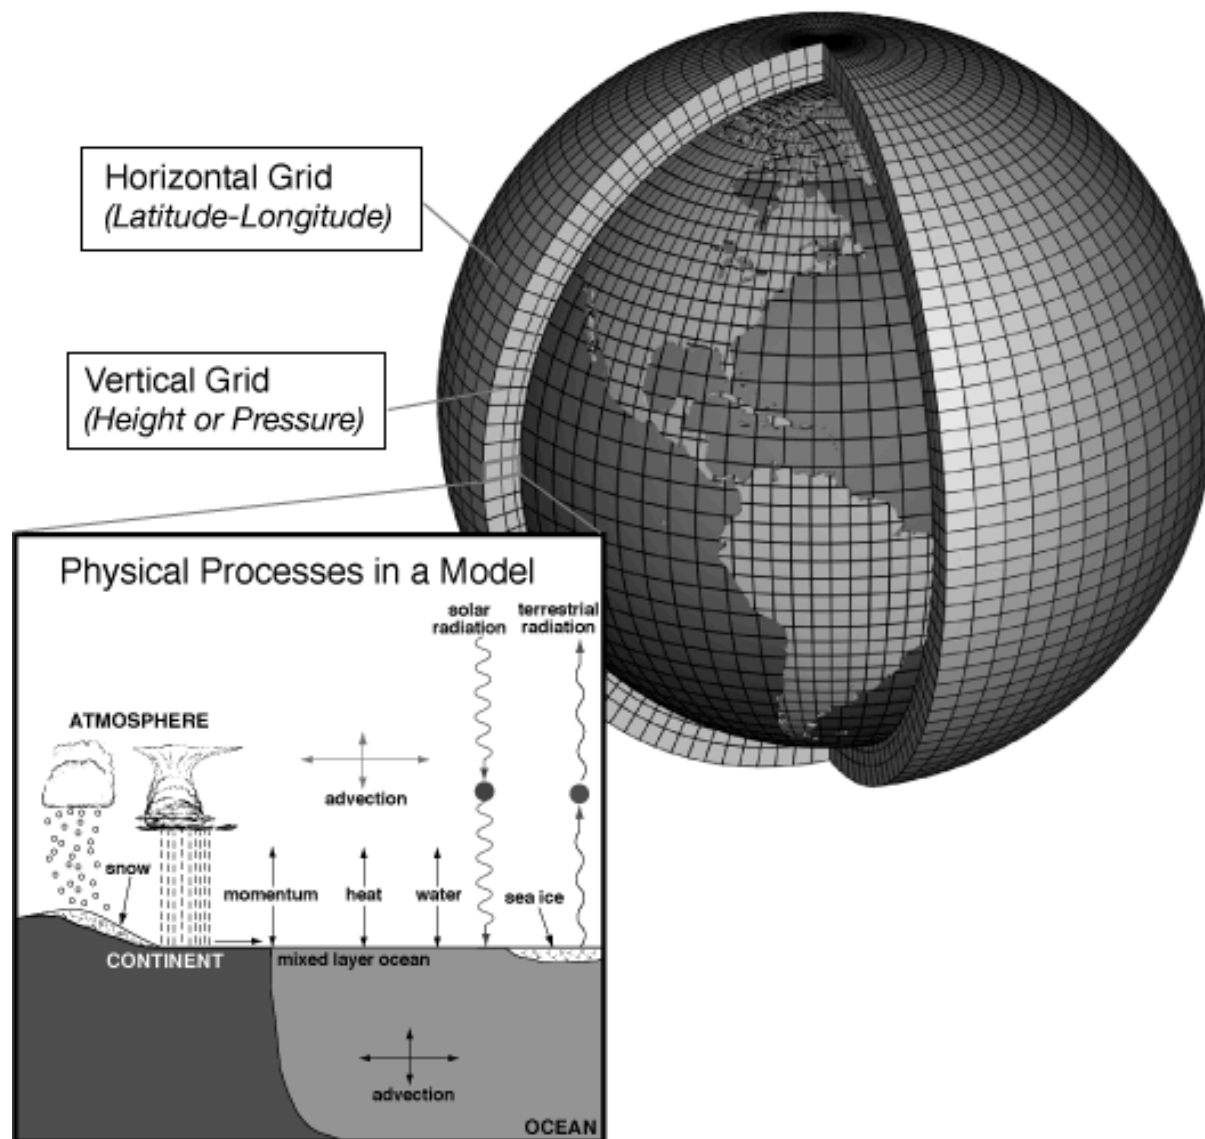 Horizontal Grid
(Latitude-Longitude)
Vertical Grid
(Height or Pressure)
Physical Processes in a Model
solar
radiation
terrestrial
radiation
ATMOSPHERE
advection
snow
momentum
heat
water
sea ice
CONTINENT
mixed layer ocean
advection
OCEAN